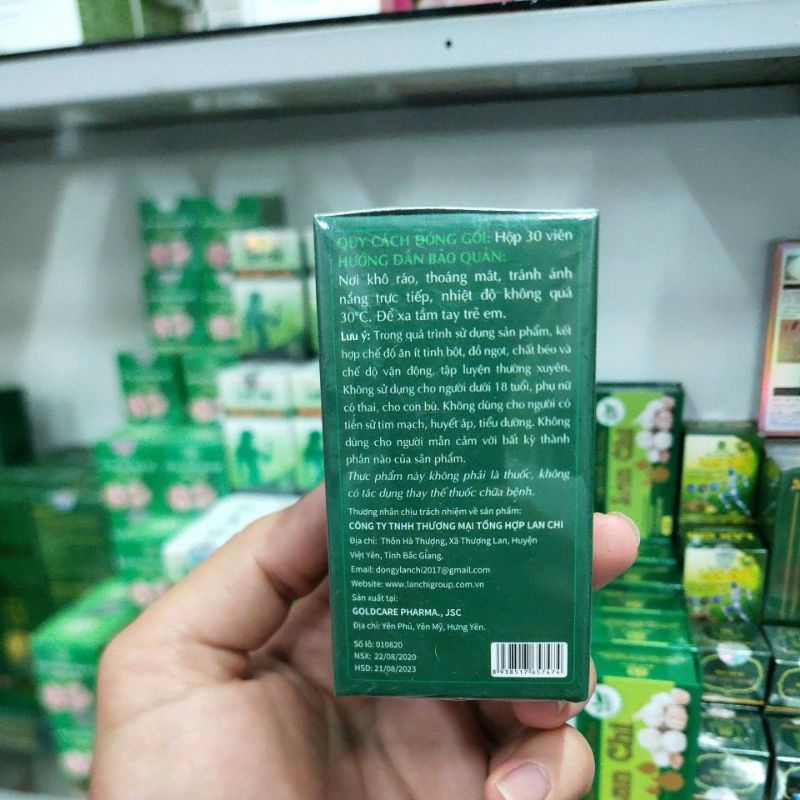 QUY CÁCH ĐÓNG GÓI: Hộp 30 viên
HƯỚNG DẪN BẢO QUẢN:
Nơi khô ráo, thoáng mát, tránh ánh
nắng trực tiếp, nhiệt độ không quá
30°C. Để xa tầm tay trẻ em.
Lưu ý: Trong quá trình sử dụng sản phẩm, kết
hợp chế độ ăn ít tinh bột, đồ ngọt, chất béo và
chế độ vận động, tập luyện thường xuyên.
Không sử dụng cho người dưới 18 tuổi, phụ nữ
có thai, cho con bú. Không dùng cho người có
tiền sử tim mạch, huyết áp, tiểu đường. Không
dùng cho người mẫn cảm với bất kỳ thành
phần nào của sản phẩm.
Thực phẩm này không phải là thuốc, không
có tác dụng thay thế thuốc chữa bệnh.
Thương nhân chịu trách nhiệm về sản phẩm:
CÔNG TY TNHH THƯƠNG MẠI TỔNG HỢP LAN CHI
Địa chỉ: Thôn Hà Thượng, Xã Thượng Lan, Huyện
Việt Yên, Tỉnh Bắc Giang.
Email: dongylanchi2017@gmail.com
Website: www.lanchigroup.com.vn
Sản xuất tại:
GOLDCARE PHARMA., JSC
Địa chỉ: Yên Phú, Yên Mỹ, Hưng Yên.
Số lô: 010820
NSX: 22/08/2020
HSD: 21/08/2023
8 938517 657474
Lan Chi
Lan Chi